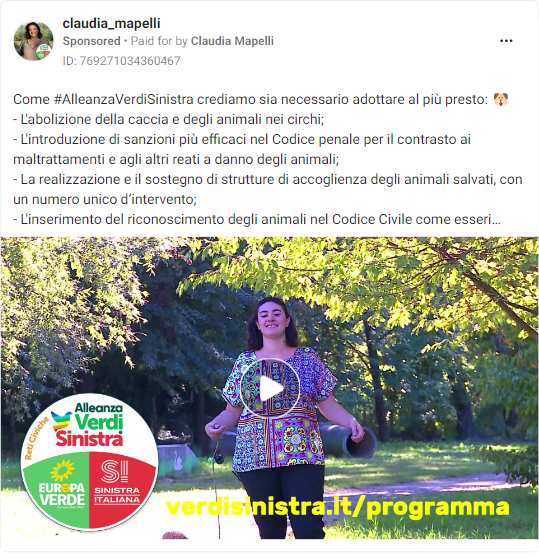 claudia_mapelli
Sponsored • Paid for by Claudia Mapelli
ID: 769271034360467
Come #AlleanzaVerdiSinistra crediamo sia necessario adottare al più presto: 🐶
- L'abolizione della caccia e degli animali nei circhi;
- L'introduzione di sanzioni più efficaci nel Codice penale per il contrasto ai
maltrattamenti e agli altri reati a danno degli animali;
- La realizzazione e il sostegno di strutture di accoglienza degli animali salvati, con
un numero unico d'intervento;
- L'inserimento del riconoscimento degli animali nel Codice Civile come esseri...
Reti Civiche
Alleanza
Verdi
Sinistra
EUROPA
VERDE
SI
SINISTRA
ITALIANA
verdisinistra.it/programma